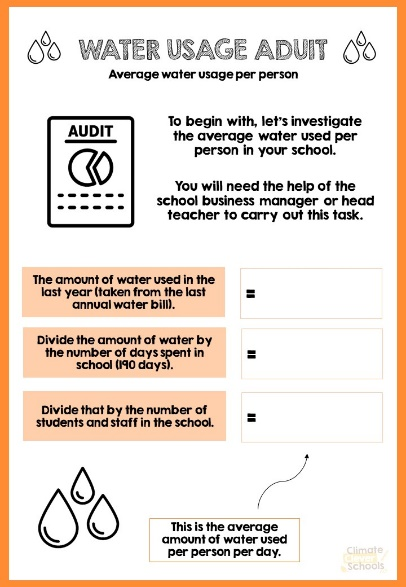 WATER USAGE ADUIT
Average water usage per person
AUDIT
To begin with, let's investigate
the average water used per
person in your school.
You will need the help of the
school business manager or head
teacher to carry out this task.
The amount of water used in the
last year (taken from the last
annual water bill).
=
Divide the amount of water by
the number of days spent in
school (190 days).
=
Divide that by the number of
students and staff in the school.
=
This is the average
amount of water used
per person per day.
Climate
Schools